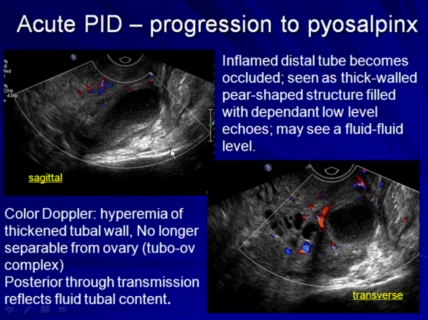 Acute PID – progression to pyosalpinx
Inflamed distal tube becomes
occluded; seen as thick-walled
pear-shaped structure filled
with dependant low level
echoes; may see a fluid-fluid
level.
sagittal
Color Doppler: hyperemia of
thickened tubal wall, No longer
separable from ovary (tubo-ov
complex)
Posterior through transmission
reflects fluid tubal content.
transverse